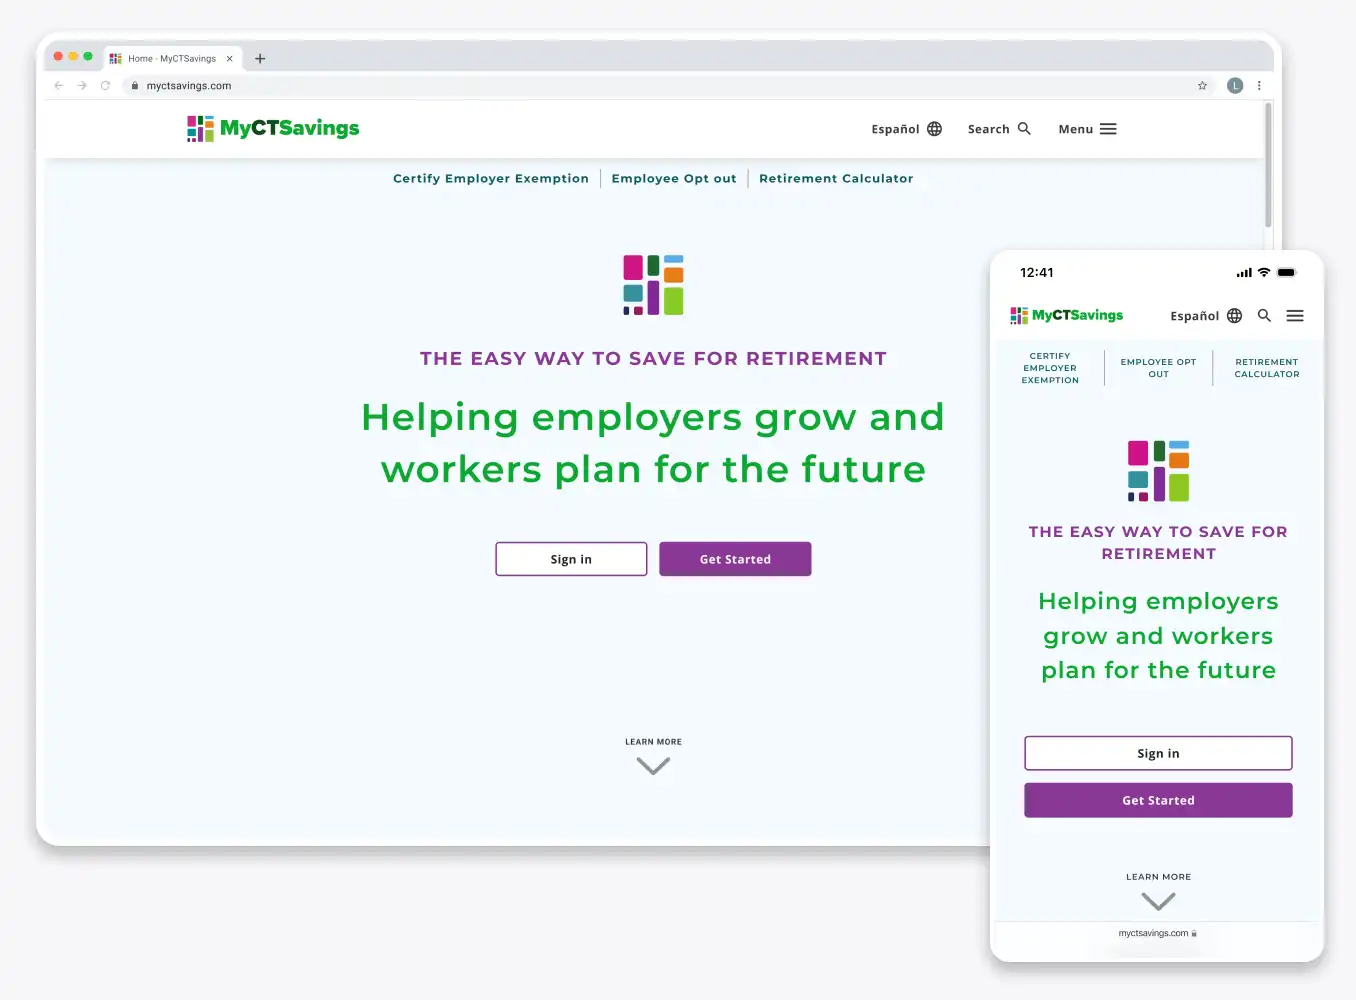 Home - MyCTSavings
myctsavings.com
L
MyCTSavings
Español
Search
Menu
Certify Employer Exemption
Employee Opt out
Retirement Calculator
THE EASY WAY TO SAVE FOR RETIREMENT
Helping employers grow and
workers plan for the future
Sign in
Get Started
LEARN MORE
12:41
MyCTSavings
Español
CERTIFY
EMPLOYER
EXEMPTION
EMPLOYEE OPT
OUT
RETIREMENT
CALCULATOR
THE EASY WAY TO SAVE FOR
RETIREMENT
Helping employers
grow and workers
plan for the future
Sign in
Get Started
LEARN MORE
myctsavings.com